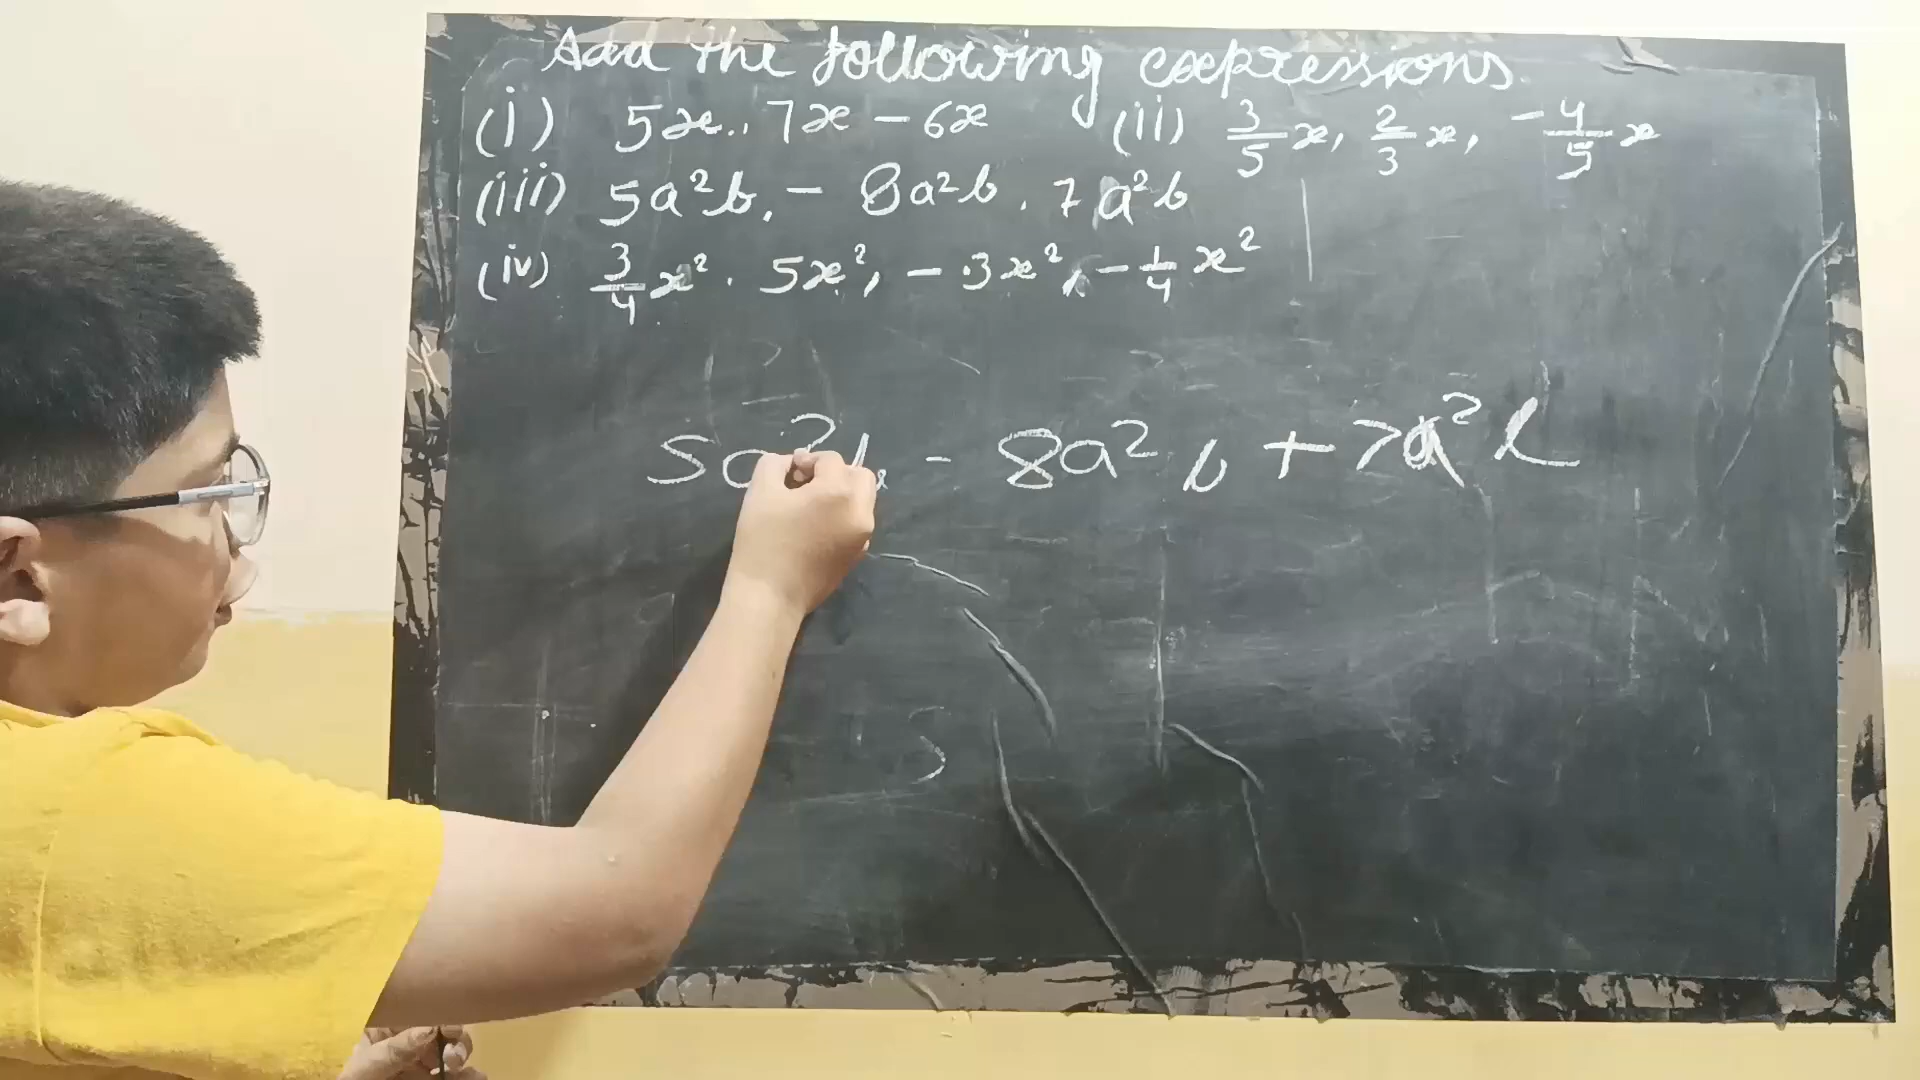 Add the following expressions.
(i) 5x, 7x - 6x (ii) 3/5 x, 2/3 x, -4/5 x
(iii) 5a²b, - 8a²b, 7a²b
(iv) 3/4 x², 5x², - 3x², - 1/4 x²
5a²b - 8a²b + 7a²b